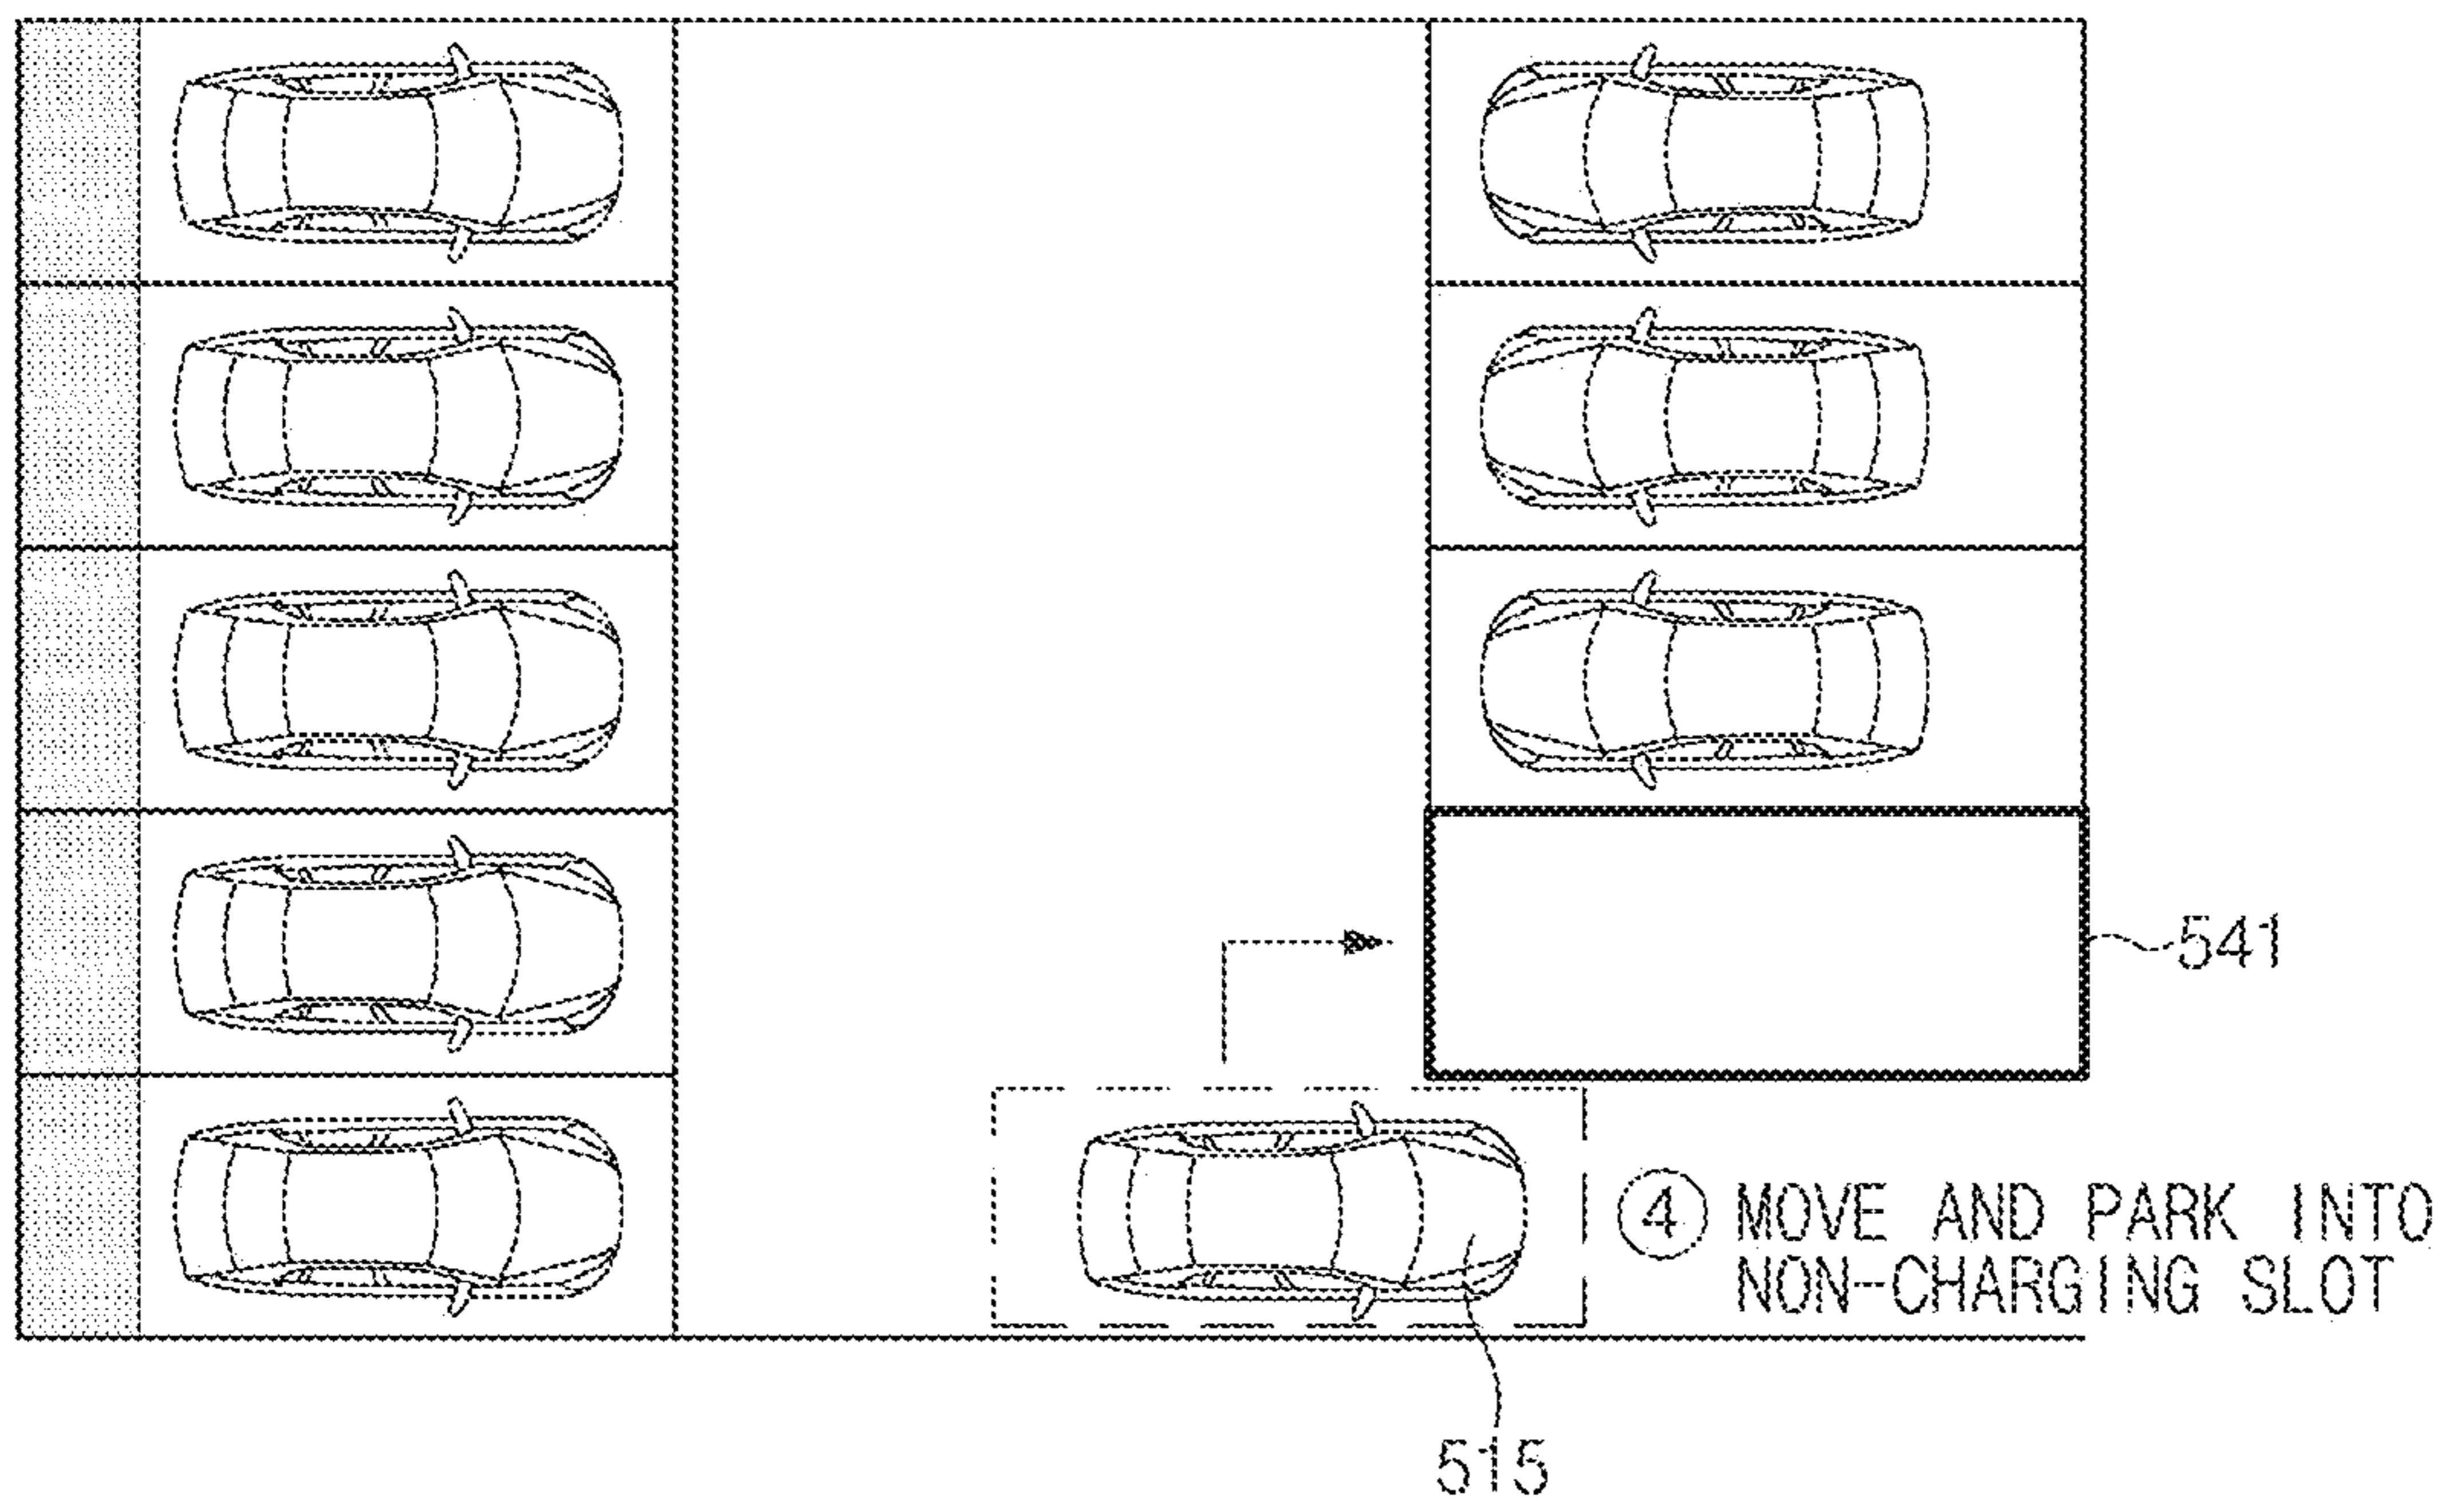 541
④ MOVE AND PARK INTO
NON-CHARGING SLOT
515